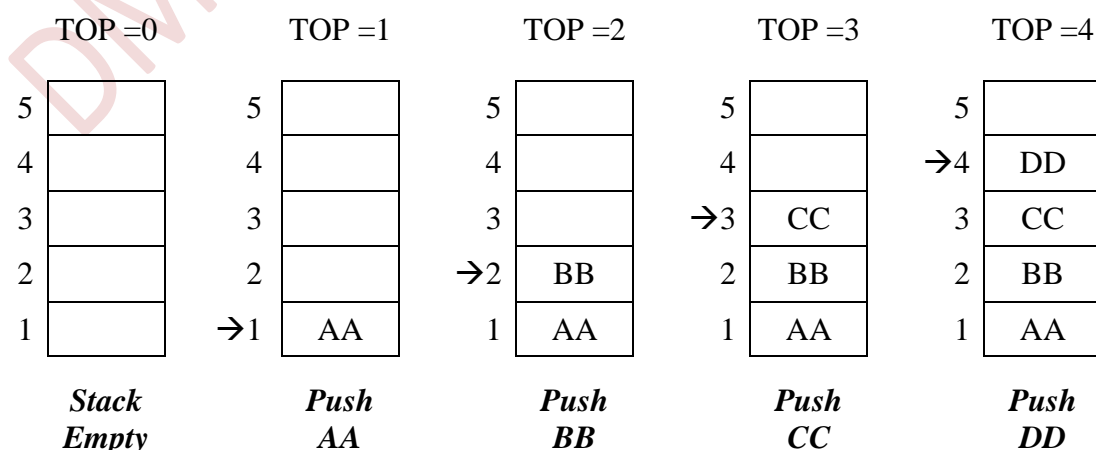 TOP =0 TOP =1 TOP =2 TOP =3 TOP =4
5 5 5 5 5
4 4 4 4 →4 DD
3 3 3 →3 CC 3 CC
2 2 →2 BB 2 BB 2 BB
1 →1 AA 1 AA 1 AA 1 AA
Stack Push Push Push Push
Empty AA BB CC DD